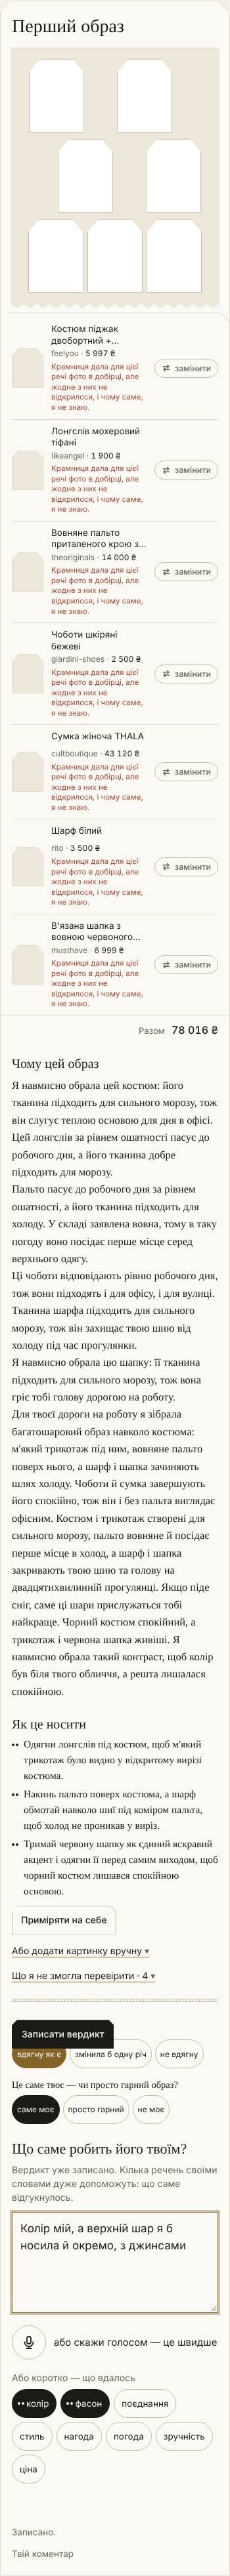 Перший образ
Костюм піджак
двобортний +...
feelyou · 5 997 ₴
Крамниця дала для цієї
речі фото в добірці, але
жодне з них не
відкрилося, і чому саме,
я не знаю.
⇄ замінити
Лонгслів мохеровий
тіфані
likeangel · 1 900 ₴
Крамниця дала для цієї
речі фото в добірці, але
жодне з них не
відкрилося, і чому саме,
я не знаю.
⇄ замінити
Вовняне пальто
приталеного крою з...
theoriginals · 14 000 ₴
Крамниця дала для цієї
речі фото в добірці, але
жодне з них не
відкрилося, і чому саме,
я не знаю.
⇄ замінити
Чоботи шкіряні
бежеві
giardini-shoes · 2 500 ₴
Крамниця дала для цієї
речі фото в добірці, але
жодне з них не
відкрилося, і чому саме,
я не знаю.
⇄ замінити
Сумка жіноча THALA
cultboutique · 43 120 ₴
Крамниця дала для цієї
речі фото в добірці, але
жодне з них не
відкрилося, і чому саме,
я не знаю.
⇄ замінити
Шарф білий
rito · 3 500 ₴
Крамниця дала для цієї
речі фото в добірці, але
жодне з них не
відкрилося, і чому саме,
я не знаю.
⇄ замінити
В'язана шапка з
вовною червоного...
musthave · 6 999 ₴
Крамниця дала для цієї
речі фото в добірці, але
жодне з них не
відкрилося, і чому саме,
я не знаю.
⇄ замінити
Разом 78 016 ₴
Чому цей образ
Я навмисно обрала цей костюм: його
тканина підходить для сильного морозу, тож
він слугує теплою основою для дня в офісі.
Цей лонгслів за рівнем ошатності пасує до
робочого дня, а його тканина добре
підходить для морозу.
Пальто пасує до робочого дня за рівнем
ошатності, а його тканина підходить для
холоду. У складі заявлена вовна, тому в таку
погоду воно посідає перше місце серед
верхнього одягу.
Ці чоботи відповідають рівню робочого дня,
тож вони підходять і для офісу, і для вулиці.
Тканина шарфа підходить для сильного
морозу, тож він захищає твою шию від
холоду під час прогулянки.
Я навмисно обрала цю шапку: її тканина
підходить для сильного морозу, тож вона
гріє тобі голову дорогою на роботу.
Для твоєї дороги на роботу я зібрала
багатошаровий образ навколо костюма:
м'який трикотаж під ним, вовняне пальто
поверх нього, а шарф і шапка зачиняють
шлях холоду. Чоботи й сумка завершують
його спокійно, тож він і без пальта виглядає
офісним. Костюм і трикотаж створені для
сильного морозу, пальто вовняне й посідає
перше місце в холод, а шарф і шапка
закривають твою шию та голову на
двадцятихвилинній прогулянці. Якщо піде
сніг, саме ці шари прислужаться тобі
найкраще. Чорний костюм спокійний, а
трикотаж і червона шапка живіші. Я
навмисно обрала такий контраст, щоб колір
був біля твого обличчя, а решта лишалася
спокійною.
Як це носити
Одягни лонгслів під костюм, щоб м'який
трикотаж було видно у відкритому вирізі
костюма.
Накинь пальто поверх костюма, а шарф
обмотай навколо шиї під коміром пальта,
щоб холод не проникав у виріз.
Тримай червону шапку як єдиний яскравий
акцент і одягни її перед самим виходом, щоб
чорний костюм лишився спокійною
основою.
Приміряти на себе
Або додати картинку вручну ▾
Що я не змогла перевірити · 4 ▾
Записати вердикт
вдягну як є
змінила б одну річ
не вдягну
Це саме твоє — чи просто гарний образ?
саме моє
просто гарний
не моє
Що саме робить його твоїм?
Вердикт уже записано. Кілька речень своїми
словами дуже допоможуть: що саме
відгукнулось.
Колір мій, а верхній шар я б
носила й окремо, з джинсами
або скажи голосом — це швидше
Або коротко — що вдалось
колір
фасон
поєднання
стиль
нагода
погода
зручність
ціна
Записано.
Твій коментар